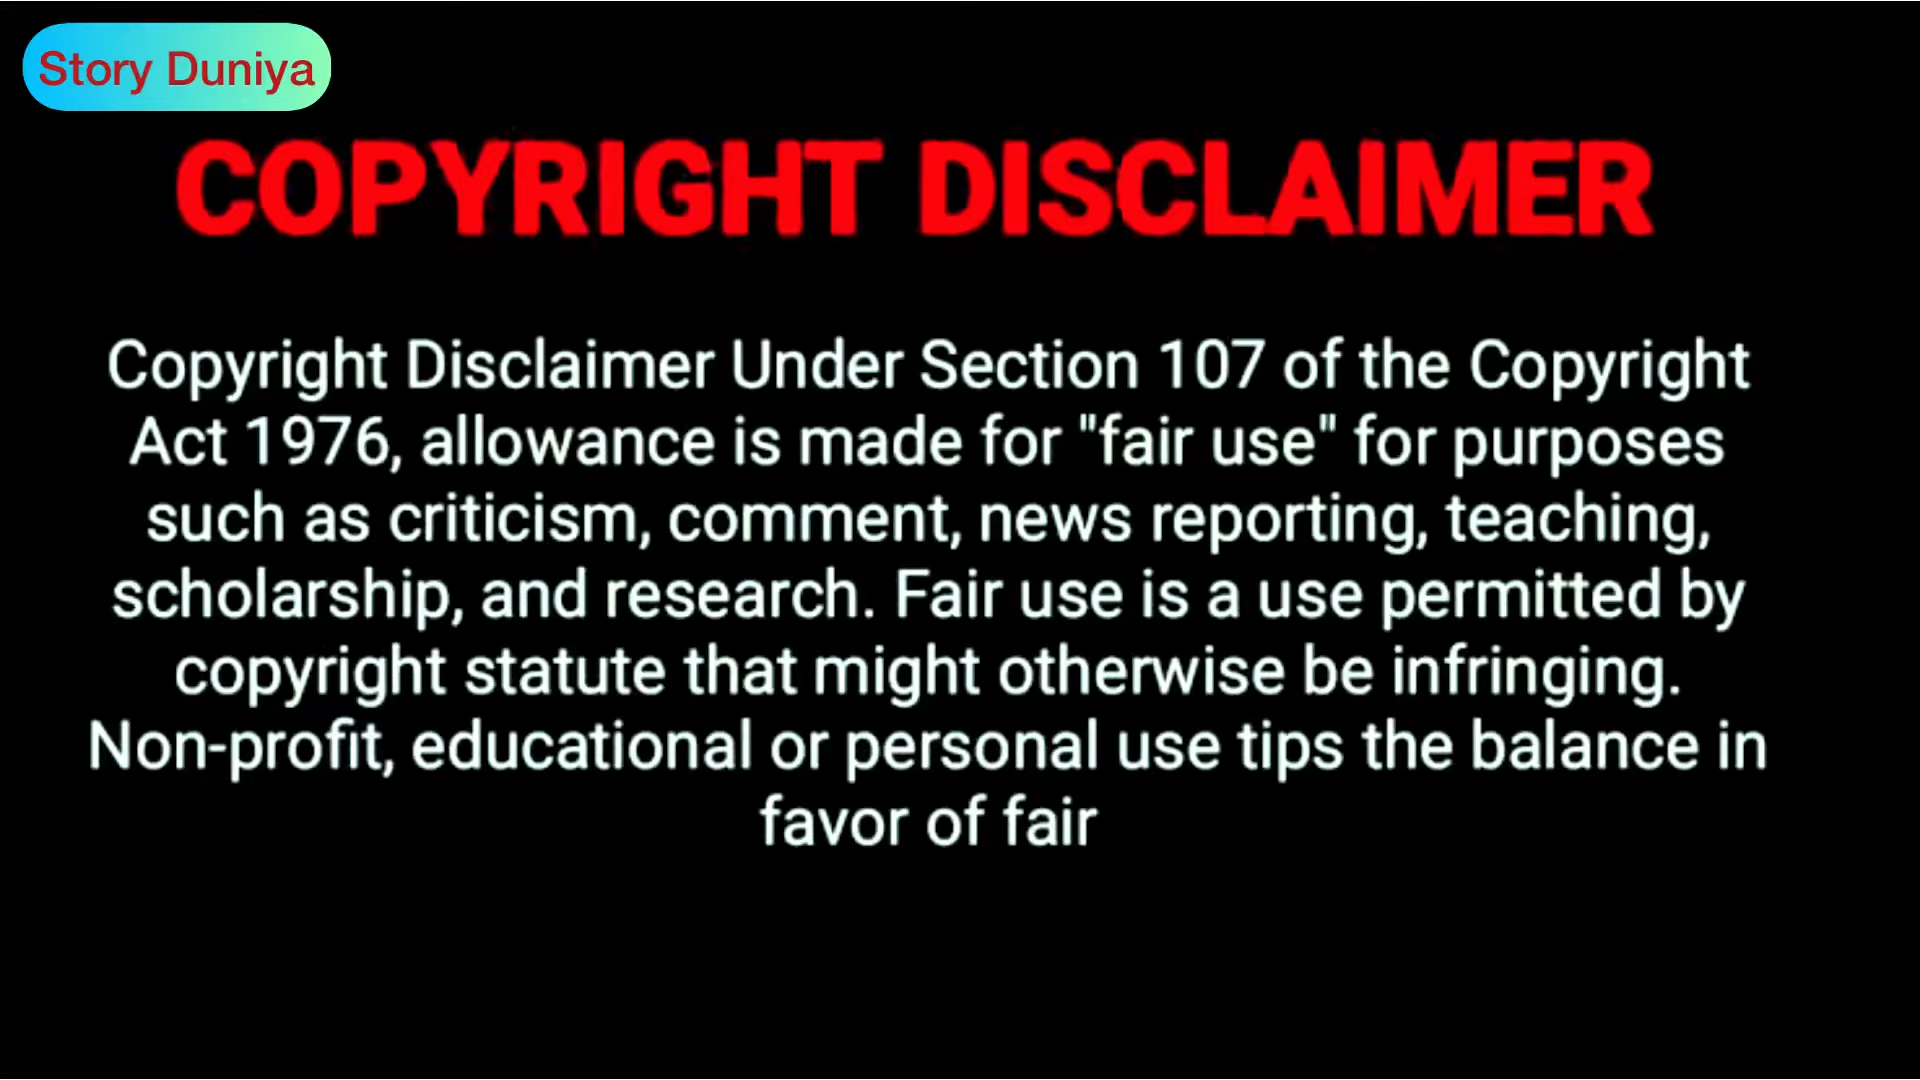 Story Duniya
COPYRIGHT DISCLAIMER
Copyright Disclaimer Under Section 107 of the Copyright
Act 1976, allowance is made for "fair use" for purposes
such as criticism, comment, news reporting, teaching,
scholarship, and research. Fair use is a use permitted by
copyright statute that might otherwise be infringing.
Non-profit, educational or personal use tips the balance in
favor of fair